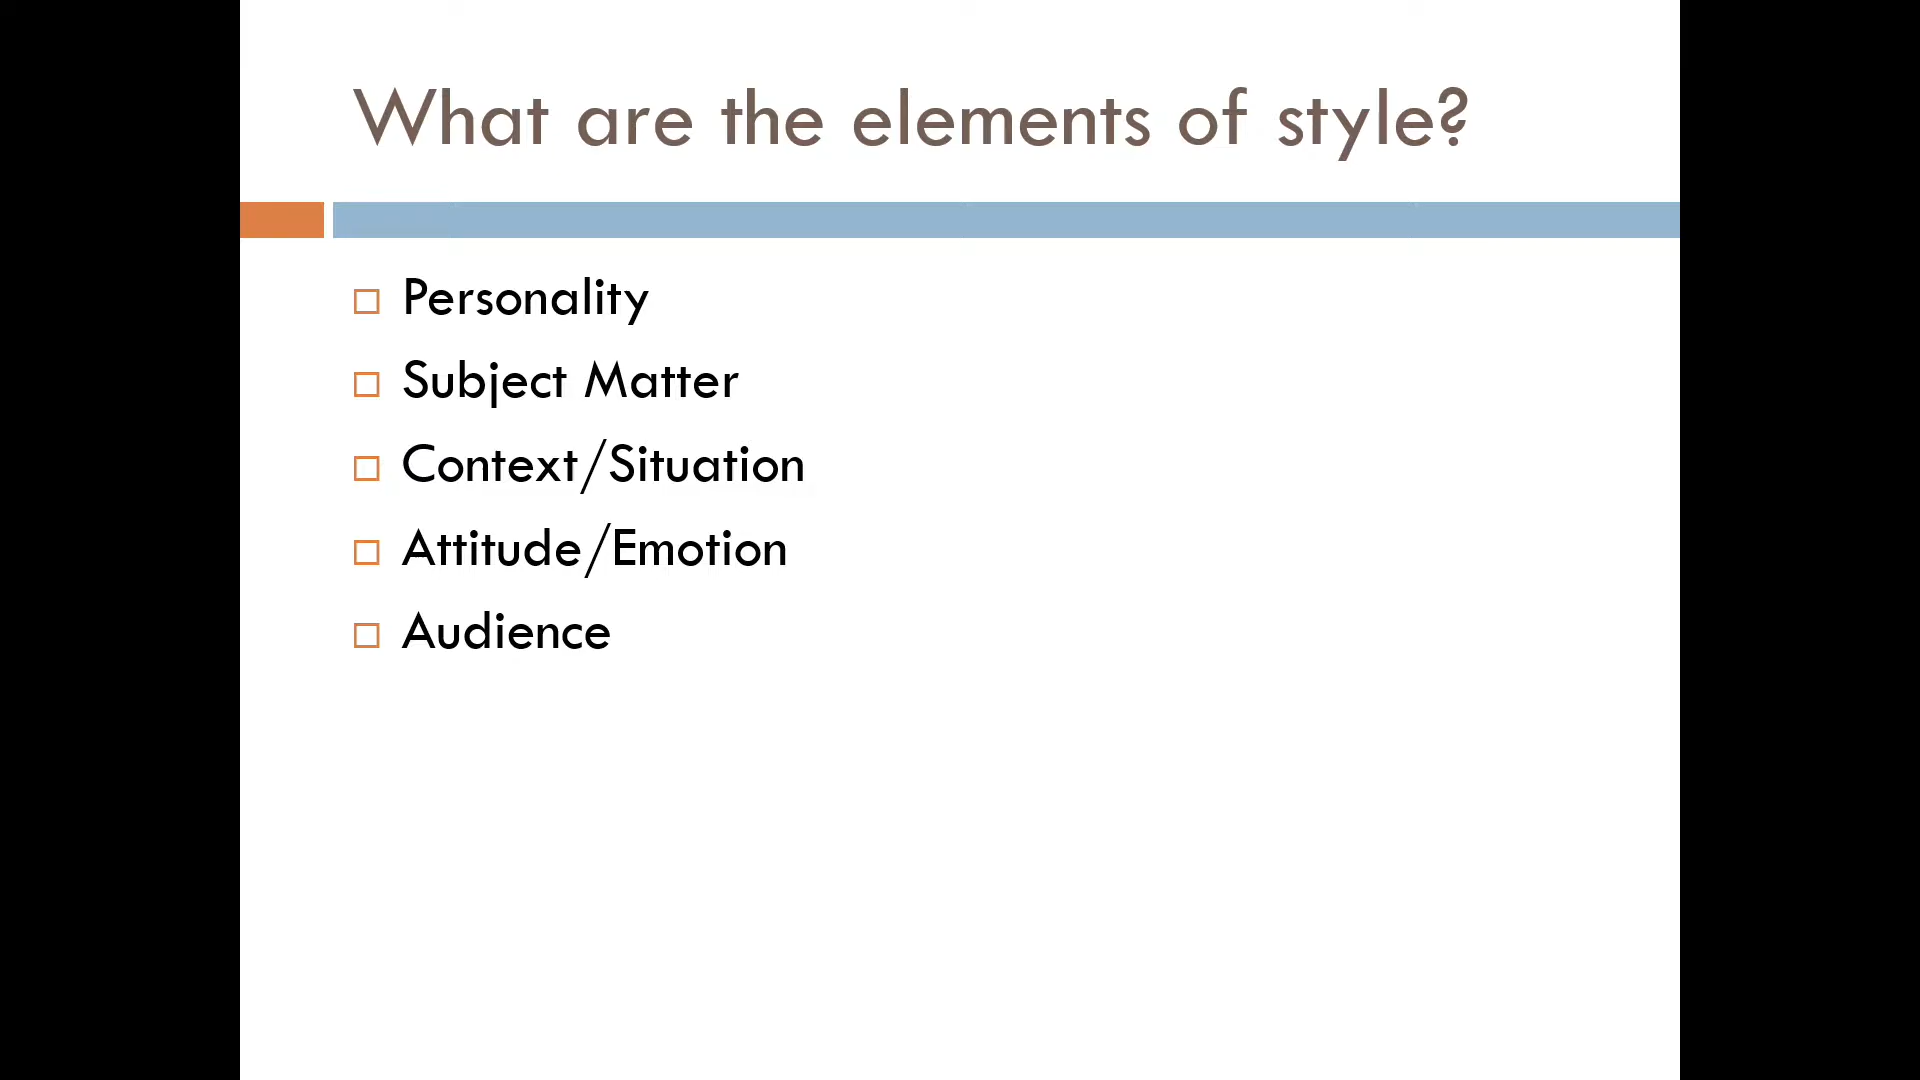 What are the elements of style?
Personality
Subject Matter
Context/Situation
Attitude/Emotion
Audience